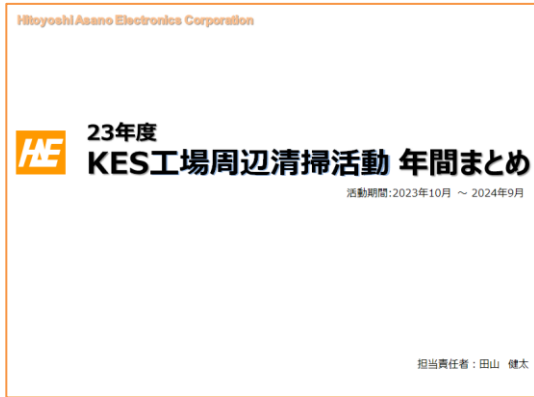 Hitoyoshi Asano Electronics Corporation
HAE
23年度
KES工場周辺清掃活動 年間まとめ
活動期間:2023年10月 ～ 2024年9月
担当責任者：田山　健太